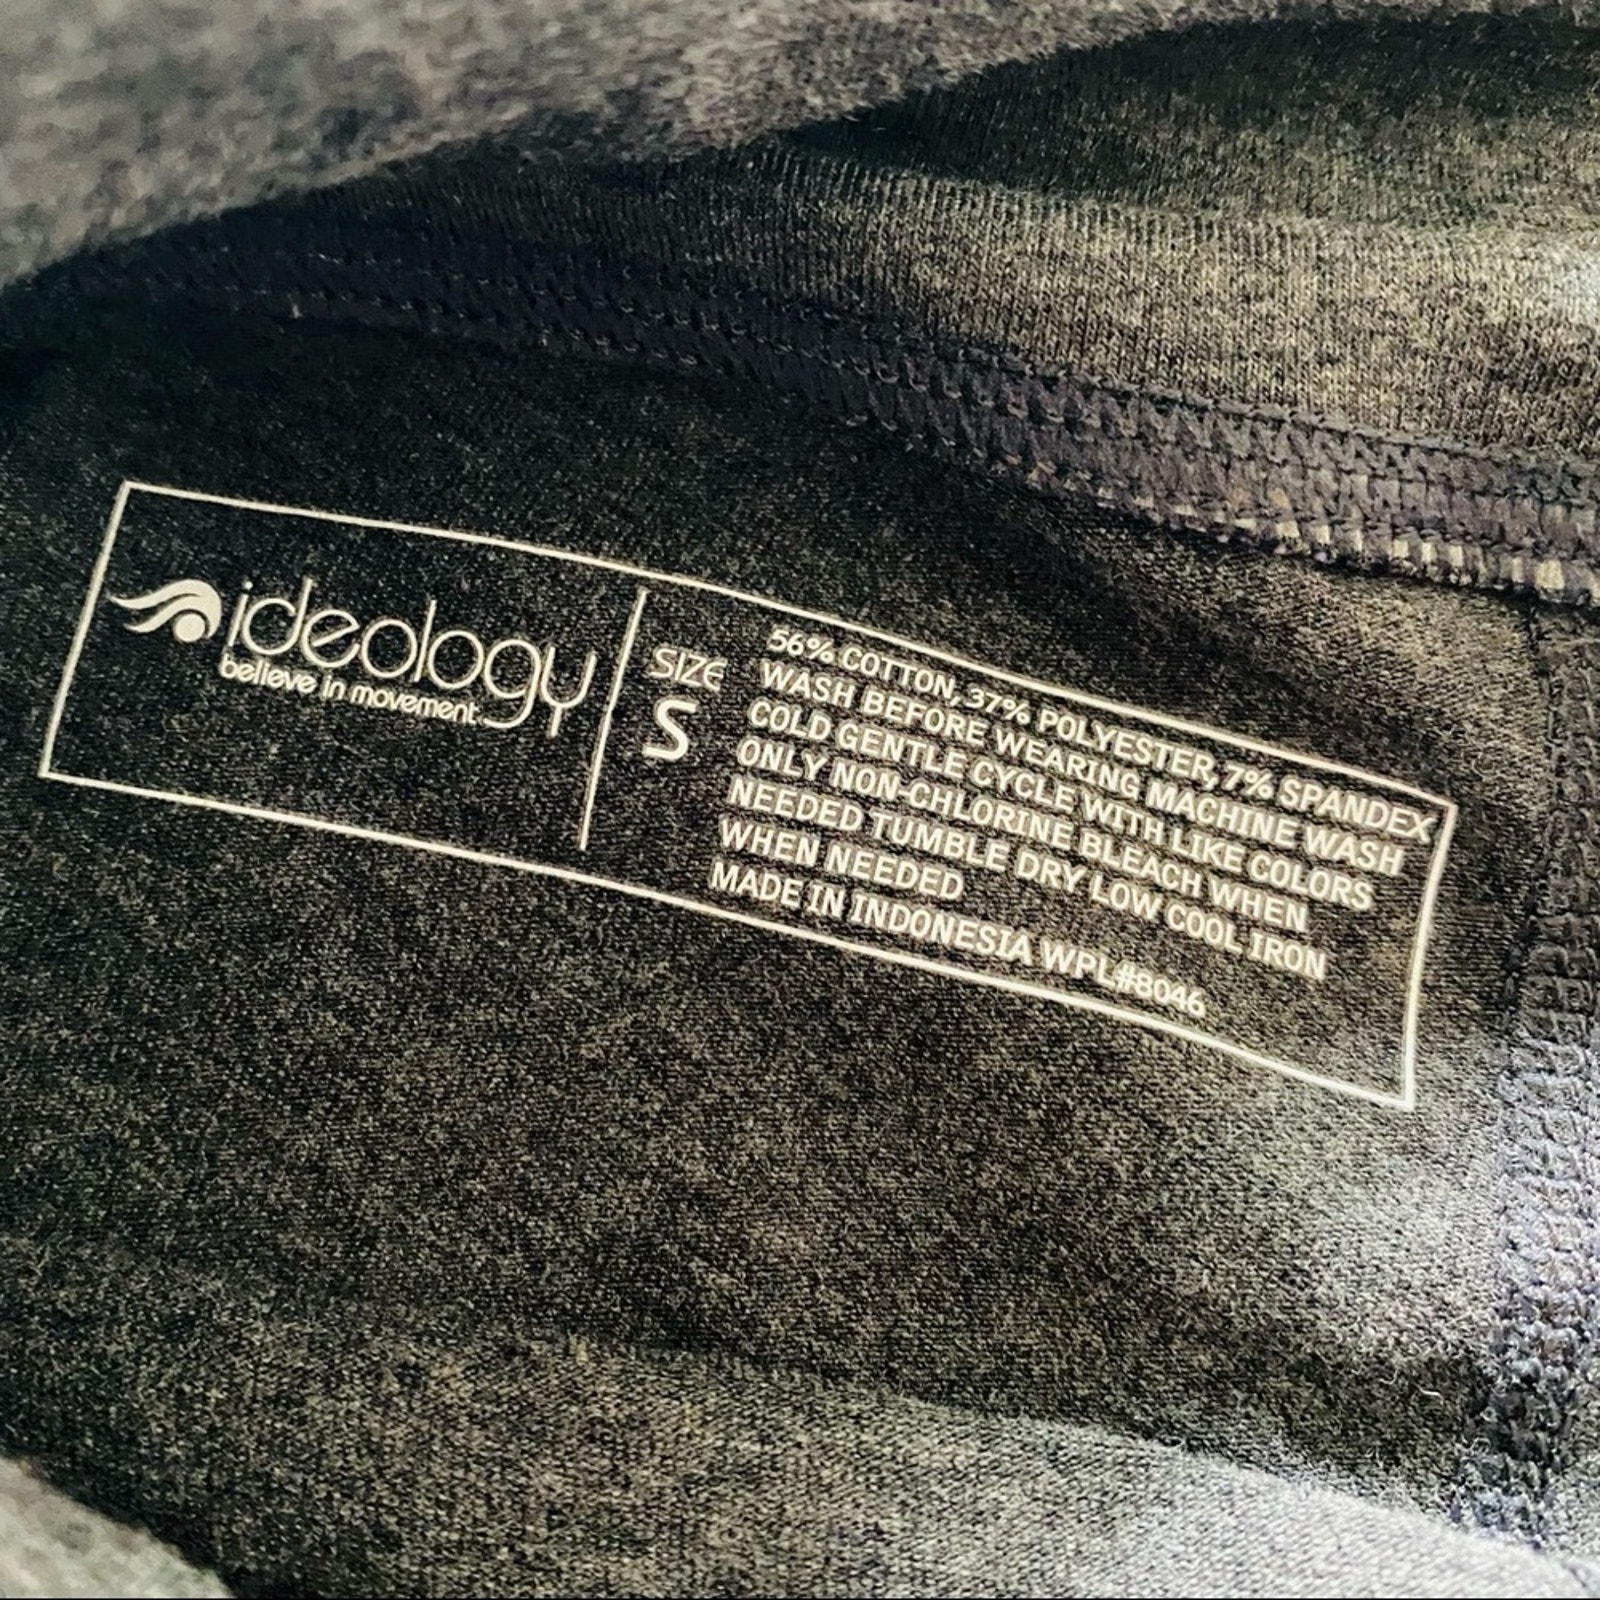 ideology
believe in movement
SIZE
S
56% COTTON, 37% POLYESTER, 7% SPANDEX
WASH BEFORE WEARING MACHINE WASH
COLD GENTLE CYCLE WITH LIKE COLORS
ONLY NON-CHLORINE BLEACH WHEN
NEEDED TUMBLE DRY LOW COOL IRON
WHEN NEEDED
MADE IN INDONESIA WPL#8046